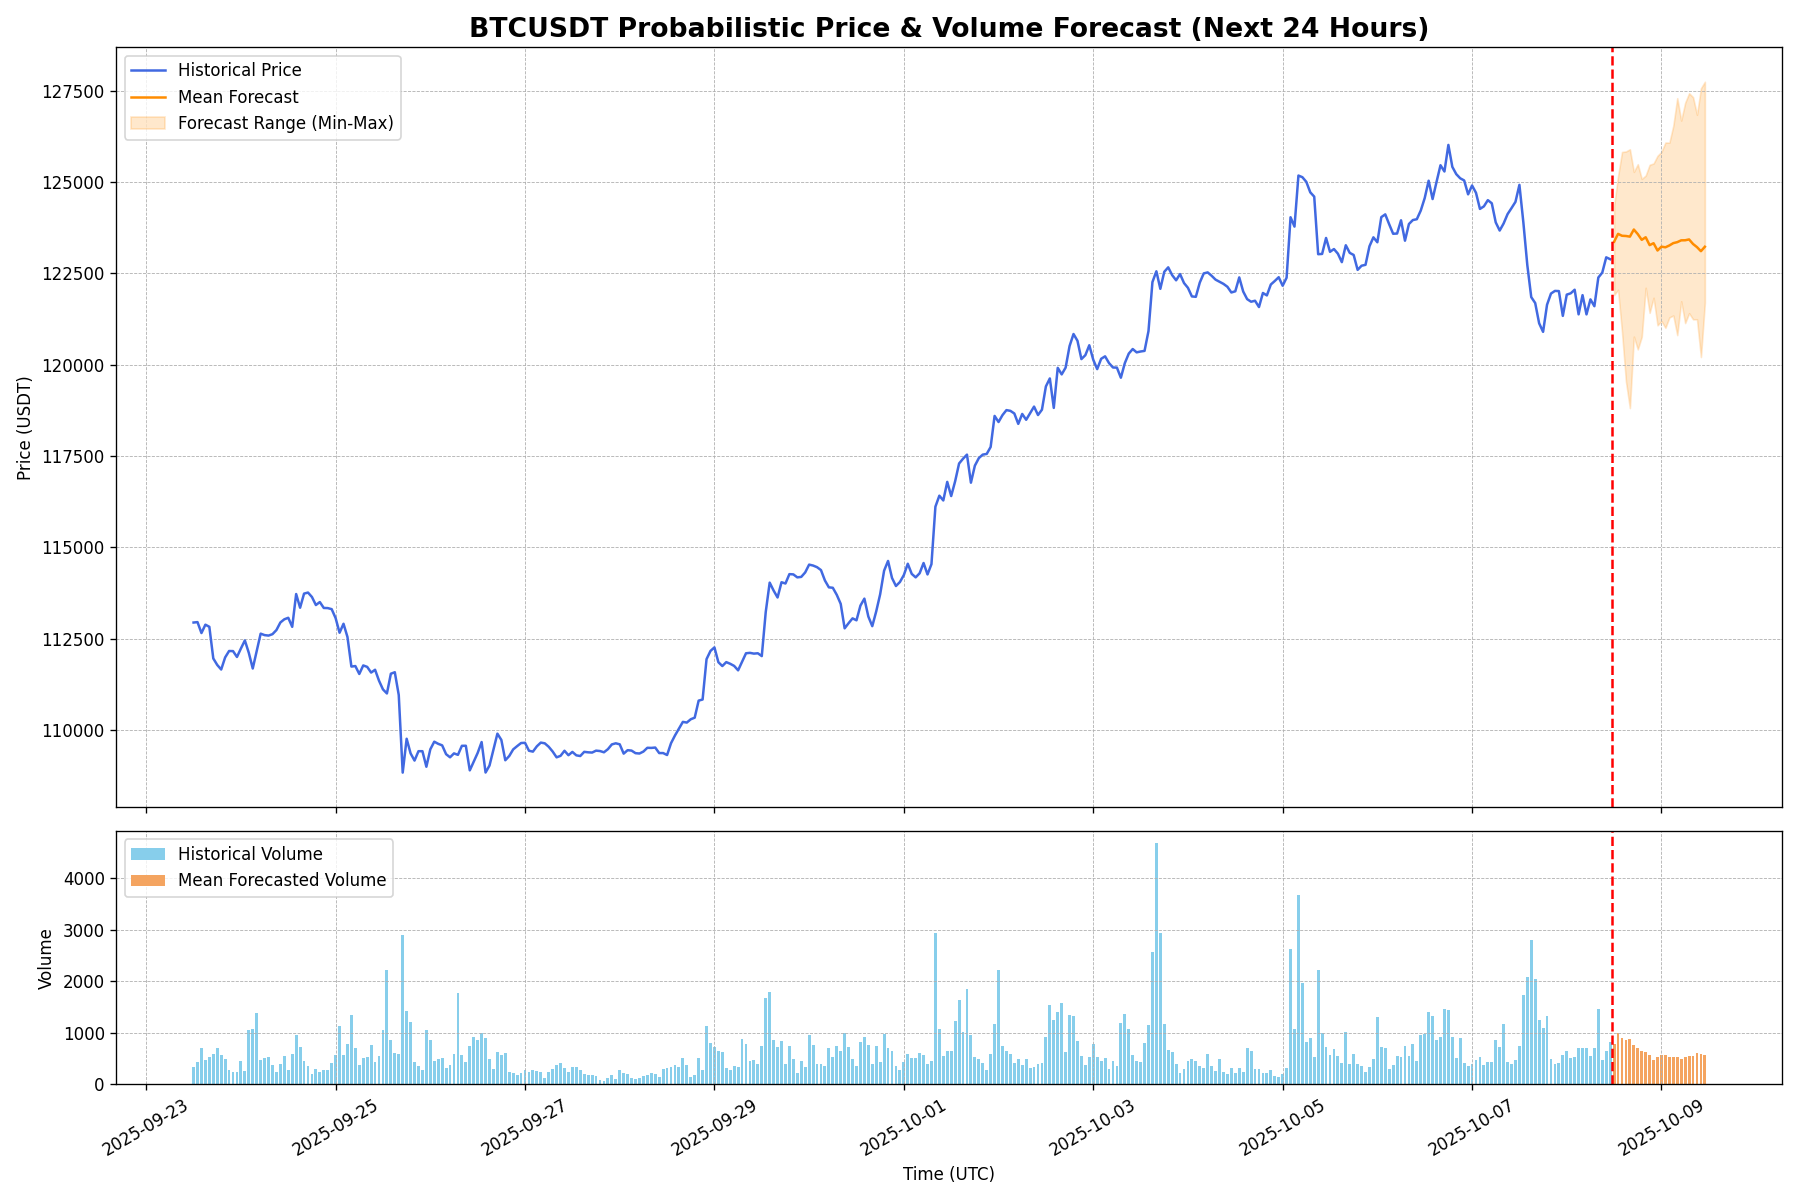 BTCUSDT Probabilistic Price & Volume Forecast (Next 24 Hours)
Historical Price
Mean Forecast
Forecast Range (Min-Max)
127500
125000
122500
120000
117500
115000
112500
110000
Price (USDT)
Historical Volume
Mean Forecasted Volume
4000
3000
2000
1000
0
Volume
2025-09-23
2025-09-25
2025-09-27
2025-09-29
2025-10-01
2025-10-03
2025-10-05
2025-10-07
2025-10-09
Time (UTC)